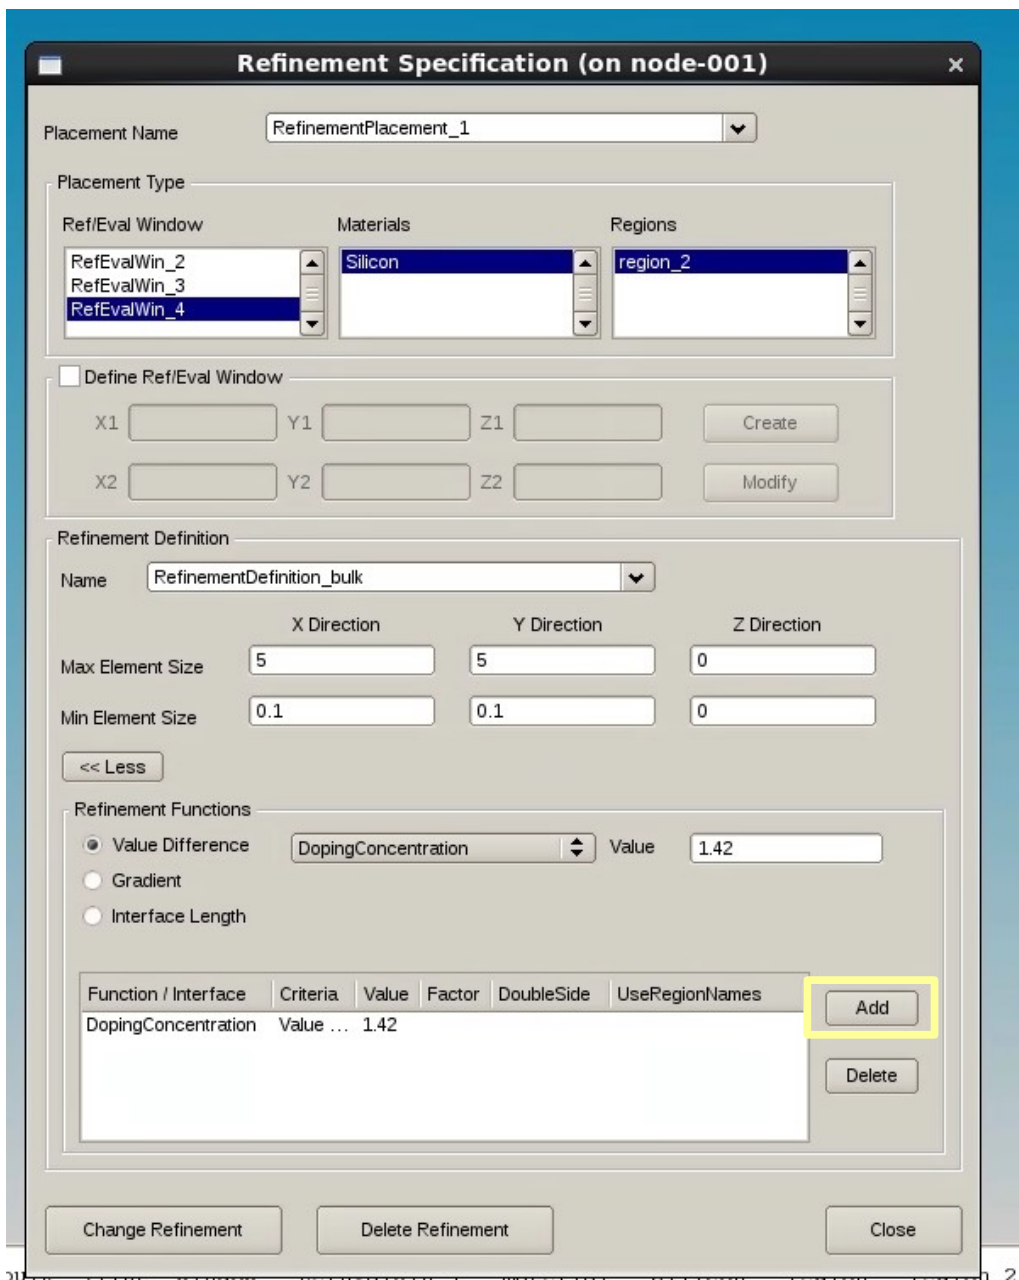 Refinement Specification (on node-001)
Placement Name RefinementPlacement_1
Placement Type
Ref/Eval Window Materials Regions
RefEvalWin_2 Silicon region_2
RefEvalWin_3
RefEvalWin_4
Define Ref/Eval Window
X1 Y1 Z1 Create
X2 Y2 Z2 Modify
Refinement Definition
Name RefinementDefinition_bulk
X Direction Y Direction Z Direction
Max Element Size 5 5 0
Min Element Size 0.1 0.1 0
<< Less
Refinement Functions
Value Difference DopingConcentration Value 1.42
Gradient
Interface Length
Function / Interface Criteria Value Factor DoubleSide UseRegionNames
Add
DopingConcentration Value ... 1.42
Delete
Change Refinement Delete Refinement Close